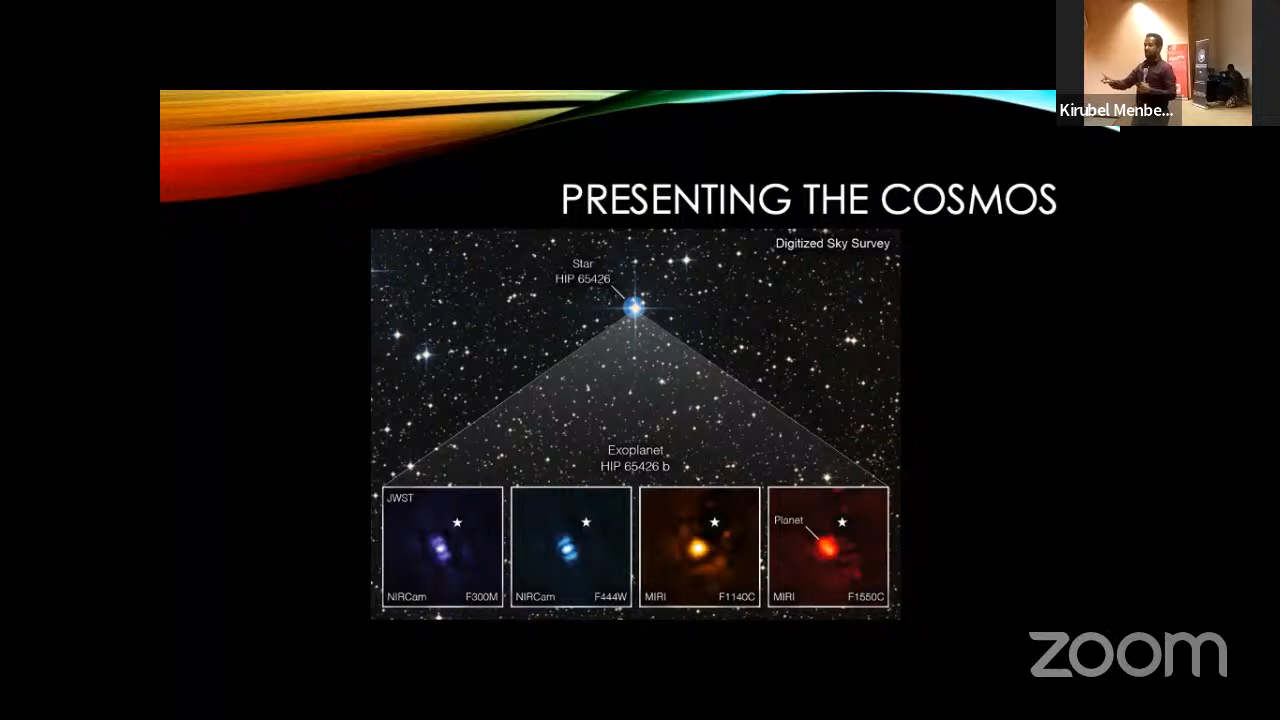 Kirubel Menbe...
PRESENTING THE COSMOS
Digitized Sky Survey
Star
HIP 65426
Exoplanet
HIP 65426 b
JWST
NIRCam F300M
NIRCam F444W
MIRI F1140C
Planet
MIRI F1550C
zoom